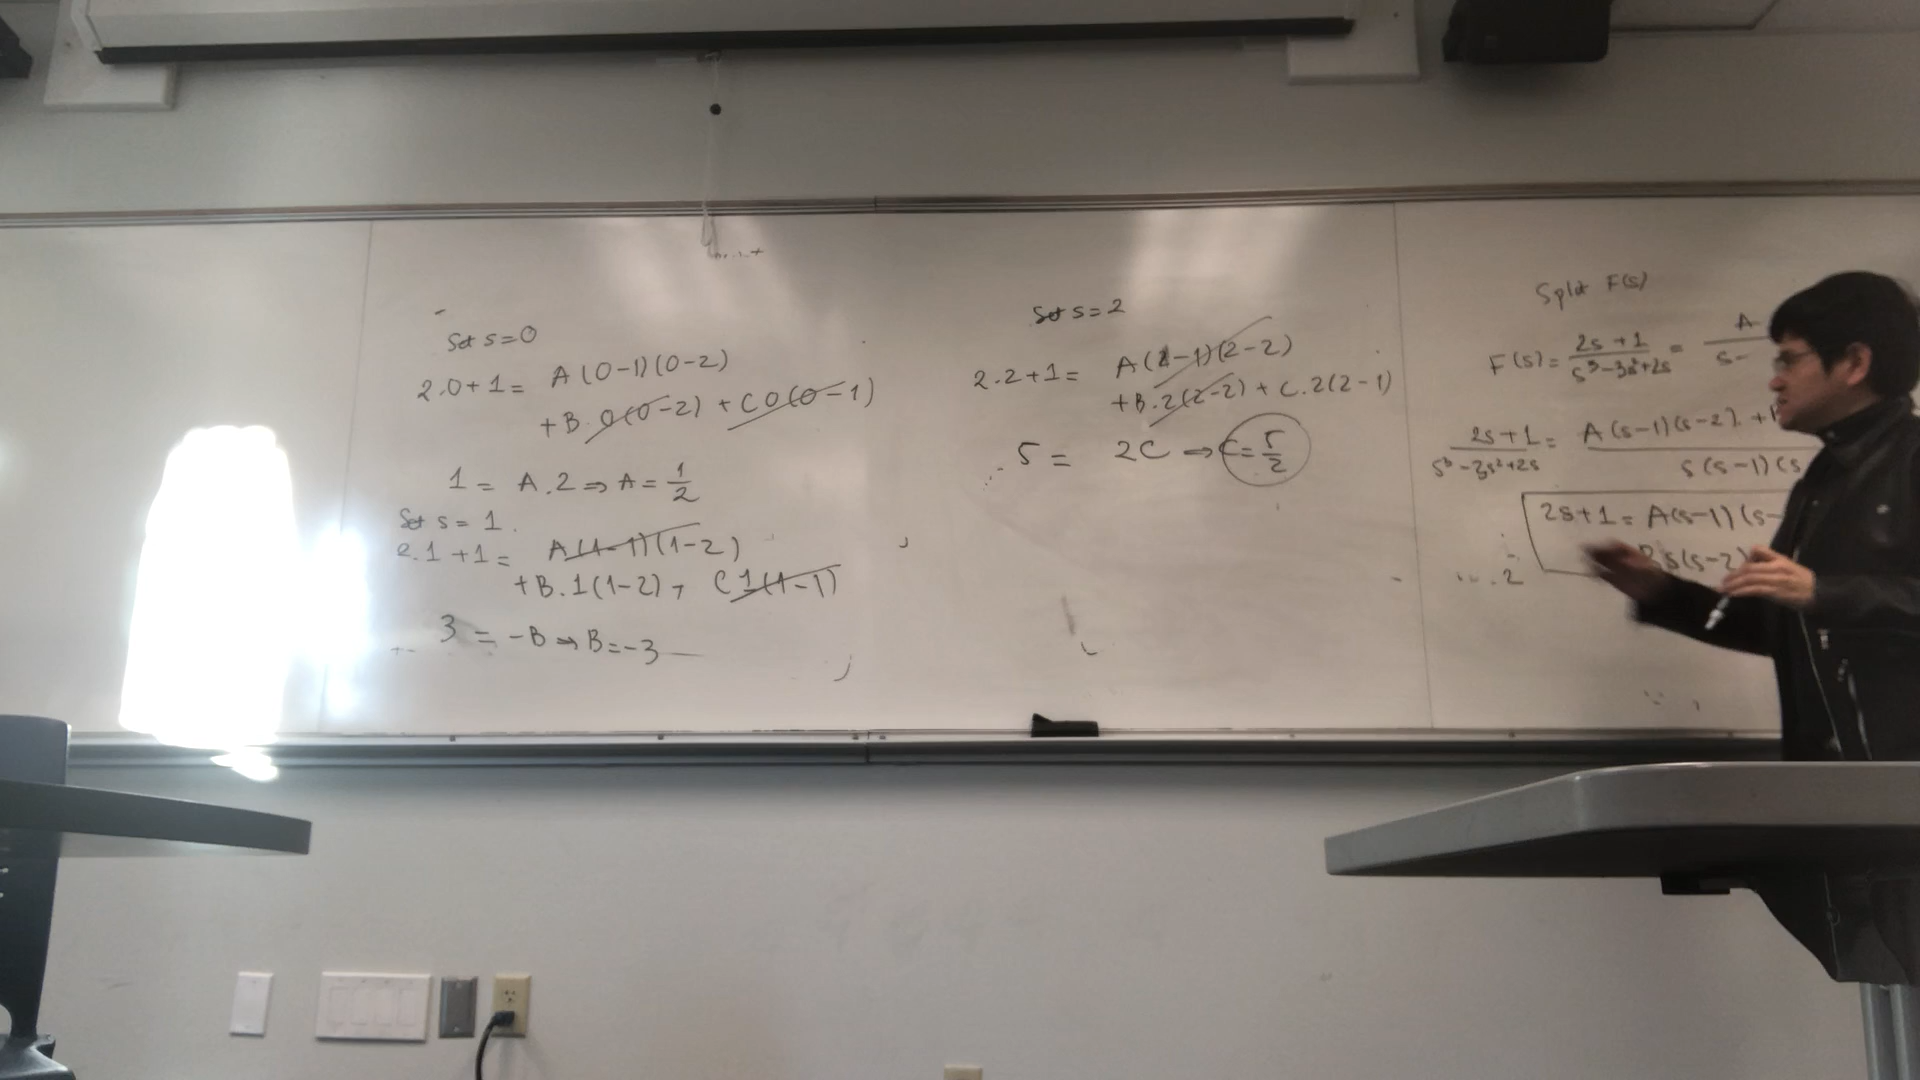 Set s=0
2.0+1= A(0-1)(0-2)
+B.0(0-2) + C0(0-1)
1 = A.2 ⇒ A = 1/2
Set s = 1.
2.1+1 = A(1-1)(1-2)
+B.1(1-2) + C1(1-1)
3 = -B ⇒ B=-3
Set s=2
2.2+1= A(2-1)(2-2)
+B.2(2-2) + C.2(2-1)
5 = 2C ⇒ C=5/2
Split F(s)
F(s) = 2s+1 / s³-3s²+2s = A / s-
2s+1 / s³-3s²+2s = A(s-1)(s-2) + / s(s-1)(s
2s+1 = A(s-1)(s-
Bs(s-2)